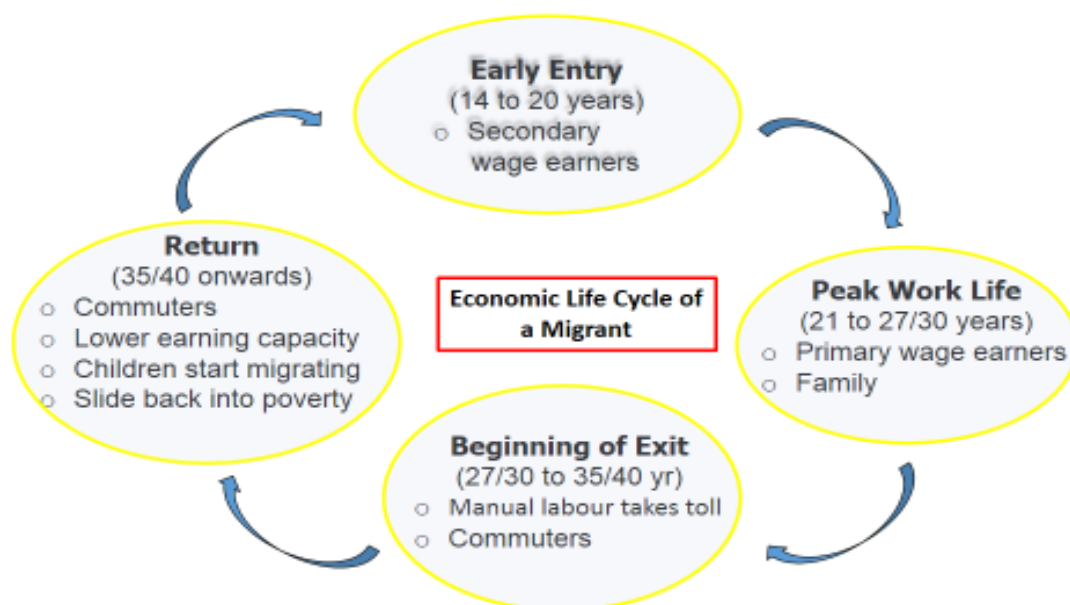 Early Entry
(14 to 20 years)
o Secondary
wage earners
Return
(35/40 onwards)
o Commuters
o Lower earning capacity
o Children start migrating
o Slide back into poverty
Economic Life Cycle of
a Migrant
Peak Work Life
(21 to 27/30 years)
o Primary wage earners
o Family
Beginning of Exit
(27/30 to 35/40 yr)
o Manual labour takes toll
o Commuters